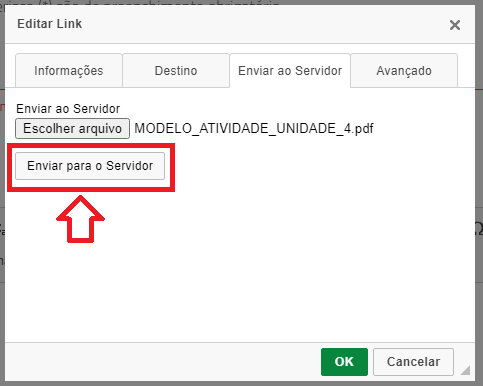 Editar Link
Informações
Destino
Enviar ao Servidor
Avançado
Enviar ao Servidor
Escolher arquivo MODELO_ATIVIDADE_UNIDADE_4.pdf
Enviar para o Servidor
Ω
OK
Cancelar